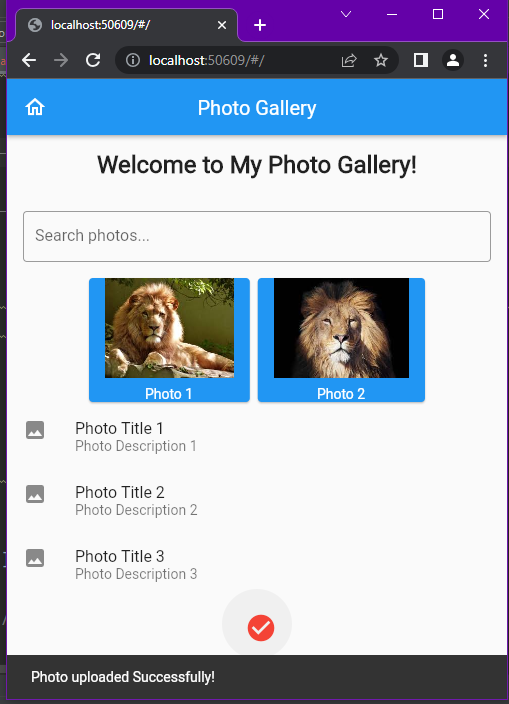 localhost:50609/#/
localhost:50609/#/
Photo Gallery
Welcome to My Photo Gallery!
Search photos...
Photo 1
Photo 2
Photo Title 1
Photo Description 1
Photo Title 2
Photo Description 2
Photo Title 3
Photo Description 3
Photo uploaded Successfully!